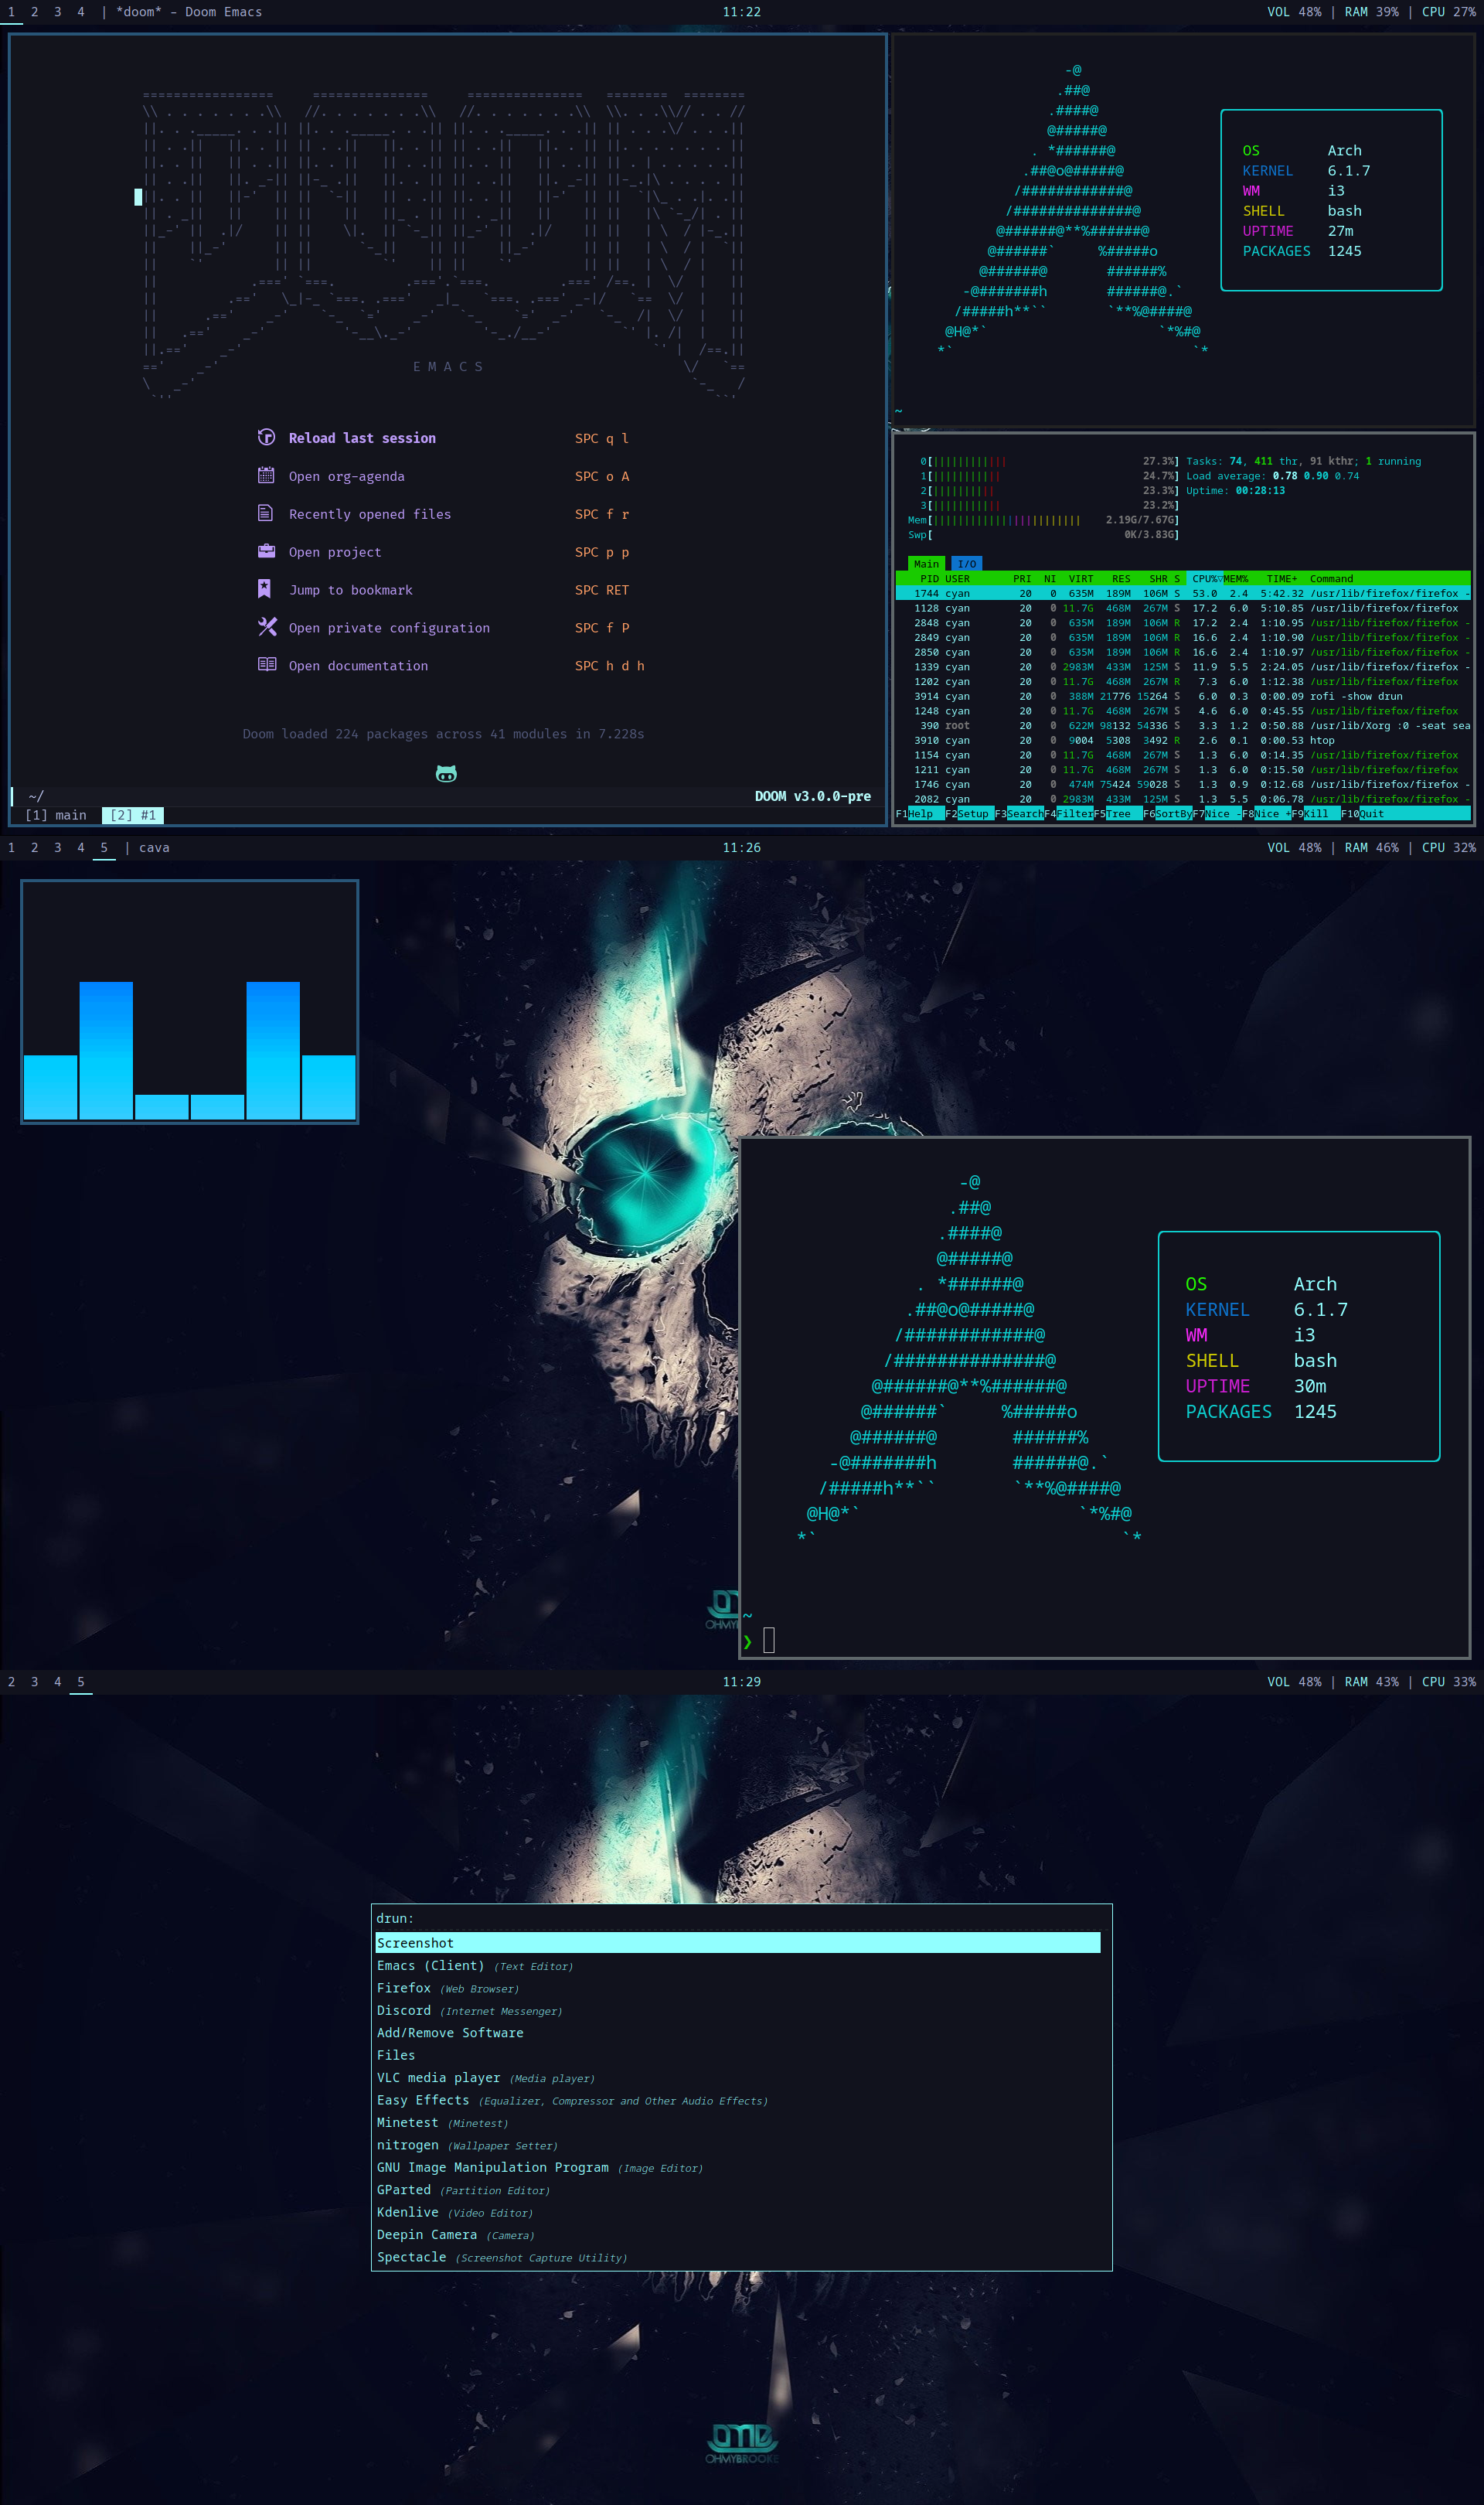 1 2 3 4 | *doom* – Doom Emacs 11:22 VOL 48% | RAM 39% | CPU 27%
E M A C S
Reload last session SPC q l
Open org-agenda SPC o A
Recently opened files SPC f r
Open project SPC p p
Jump to bookmark SPC RET
Open private configuration SPC f P
Open documentation SPC h d h
Doom loaded 224 packages across 41 modules in 7.228s
~/ DOOM v3.0.0-pre
[1] main [2] #1
-@
.##@
.####@
@#####@
. *######@
.##@o@#####@
/############@
/##############@
@######@**%######@
@######` %#####o
@######@ ######%
-@#######h ######@.`
/#####h**`` `**%@####@
@H@*` `*%#@
*` `*
OS Arch
KERNEL 6.1.7
WM i3
SHELL bash
UPTIME 27m
PACKAGES 1245
~
0[|||||||||||| 27.3%] Tasks: 74, 411 thr, 91 kthr; 1 running
1[||||||||||| 24.7%] Load average: 0.78 0.90 0.74
2[|||||||||| 23.3%] Uptime: 00:28:13
3[||||||||||| 23.2%]
Mem[|||||||||||||||||||||||| 2.19G/7.67G]
Swp[ 0K/3.83G]
Main I/O
PID USER PRI NI VIRT RES SHR S CPU%▽MEM% TIME+ Command
1744 cyan 20 0 635M 189M 106M S 53.0 2.4 5:42.32 /usr/lib/firefox/firefox -
1128 cyan 20 0 11.7G 468M 267M S 17.2 6.0 5:10.85 /usr/lib/firefox/firefox
2848 cyan 20 0 635M 189M 106M R 17.2 2.4 1:10.95 /usr/lib/firefox/firefox -
2849 cyan 20 0 635M 189M 106M R 16.6 2.4 1:10.90 /usr/lib/firefox/firefox -
2850 cyan 20 0 635M 189M 106M R 16.6 2.4 1:10.97 /usr/lib/firefox/firefox -
1339 cyan 20 0 2983M 433M 125M S 11.9 5.5 2:24.05 /usr/lib/firefox/firefox -
1202 cyan 20 0 11.7G 468M 267M R 7.3 6.0 1:12.38 /usr/lib/firefox/firefox
3914 cyan 20 0 388M 21776 15264 S 6.0 0.3 0:00.09 rofi -show drun
1248 cyan 20 0 11.7G 468M 267M S 4.6 6.0 0:45.55 /usr/lib/firefox/firefox
390 root 20 0 622M 98132 54336 S 3.3 1.2 0:50.88 /usr/lib/Xorg :0 -seat sea
3910 cyan 20 0 9004 5308 3492 R 2.6 0.1 0:00.53 htop
1154 cyan 20 0 11.7G 468M 267M S 1.3 6.0 0:14.35 /usr/lib/firefox/firefox
1211 cyan 20 0 11.7G 468M 267M S 1.3 6.0 0:15.50 /usr/lib/firefox/firefox
1746 cyan 20 0 474M 75424 59028 S 1.3 0.9 0:12.68 /usr/lib/firefox/firefox -
2082 cyan 20 0 2983M 433M 125M S 1.3 5.5 0:06.78 /usr/lib/firefox/firefox -
F1Help F2Setup F3SearchF4FilterF5Tree F6SortByF7Nice -F8Nice +F9Kill F10Quit
1 2 3 4 5 | cava 11:26 VOL 48% | RAM 46% | CPU 32%
-@
.##@
.####@
@#####@
. *######@
.##@o@#####@
/############@
/##############@
@######@**%######@
@######` %#####o
@######@ ######%
-@#######h ######@.`
/#####h**`` `**%@####@
@H@*` `*%#@
*` `*
OS Arch
KERNEL 6.1.7
WM i3
SHELL bash
UPTIME 30m
PACKAGES 1245
~
❯
2 3 4 5 11:29 VOL 48% | RAM 43% | CPU 33%
drun:
Screenshot
Emacs (Client) (Text Editor)
Firefox (Web Browser)
Discord (Internet Messenger)
Add/Remove Software
Files
VLC media player (Media player)
Easy Effects (Equalizer, Compressor and Other Audio Effects)
Minetest (Minetest)
nitrogen (Wallpaper Setter)
GNU Image Manipulation Program (Image Editor)
GParted (Partition Editor)
Kdenlive (Video Editor)
Deepin Camera (Camera)
Spectacle (Screenshot Capture Utility)
OMB
OHMYBROOKE